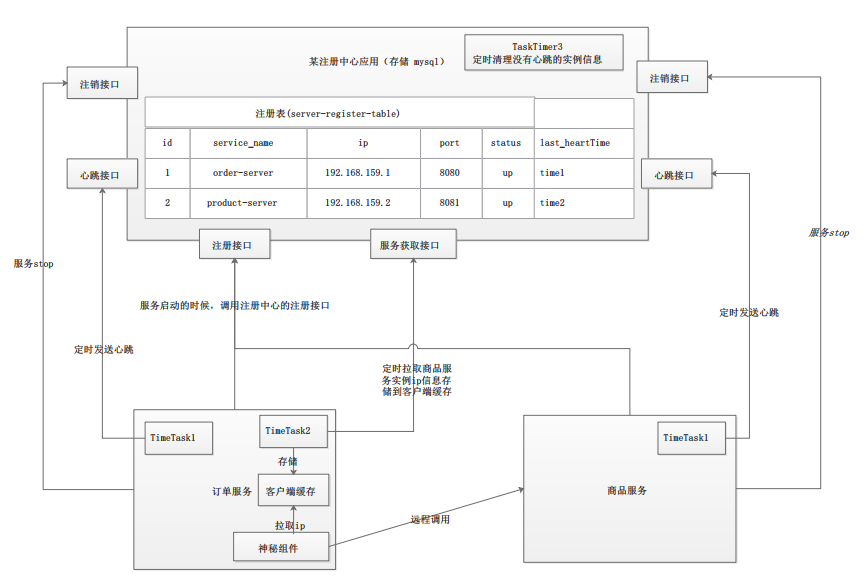 TaskTimer3
定时清理没有心跳的实例信息
某注册中心应用（存储 mysql）
注销接口
注销接口
注册表(server-register-table)
id service_name ip port status last_heartTime
1 order-server 192.168.159.1 8080 up time1
2 product-server 192.168.159.2 8081 up time2
心跳接口
心跳接口
注册接口
服务获取接口
服务stop
服务stop
服务启动的时候，调用注册中心的注册接口
定时发送心跳
定时发送心跳
定时拉取商品服
务实例ip信息存
储到客户端缓存
TimeTask1
TimeTask2
TimeTask1
存储
订单服务
客户端缓存
商品服务
拉取ip
远程调用
神秘组件